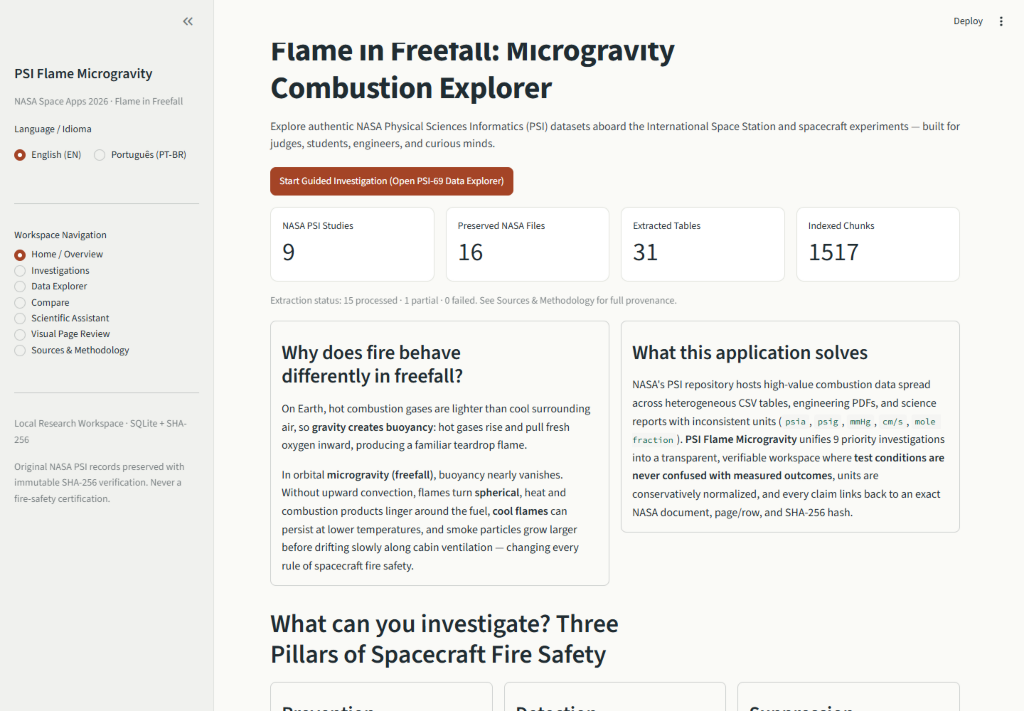 Deploy
PSI Flame Microgravity
NASA Space Apps 2026 · Flame in Freefall
Language / Idioma
English (EN)
Português (PT-BR)
Workspace Navigation
Home / Overview
Investigations
Data Explorer
Compare
Scientific Assistant
Visual Page Review
Sources & Methodology
Local Research Workspace · SQLite + SHA-
256
Original NASA PSI records preserved with
immutable SHA-256 verification. Never a
fire-safety certification.
Flame in Freefall: Microgravity
Combustion Explorer
Explore authentic NASA Physical Sciences Informatics (PSI) datasets aboard the International Space Station and spacecraft experiments — built for
judges, students, engineers, and curious minds.
Start Guided Investigation (Open PSI-69 Data Explorer)
NASA PSI Studies
9
Preserved NASA Files
16
Extracted Tables
31
Indexed Chunks
1517
Extraction status: 15 processed · 1 partial · 0 failed. See Sources & Methodology for full provenance.
Why does fire behave
differently in freefall?
On Earth, hot combustion gases are lighter than cool surrounding
air, so gravity creates buoyancy: hot gases rise and pull fresh
oxygen inward, producing a familiar teardrop flame.
In orbital microgravity (freefall), buoyancy nearly vanishes.
Without upward convection, flames turn spherical, heat and
combustion products linger around the fuel, cool flames can
persist at lower temperatures, and smoke particles grow larger
before drifting slowly along cabin ventilation — changing every
rule of spacecraft fire safety.
What this application solves
NASA's PSI repository hosts high-value combustion data spread
across heterogeneous CSV tables, engineering PDFs, and science
reports with inconsistent units ( psia , psig , mmHg , cm/s , mole
fraction ). PSI Flame Microgravity unifies 9 priority investigations
into a transparent, verifiable workspace where test conditions are
never confused with measured outcomes, units are
conservatively normalized, and every claim links back to an exact
NASA document, page/row, and SHA-256 hash.
What can you investigate? Three
Pillars of Spacecraft Fire Safety
Prevention
Detection
Suppression